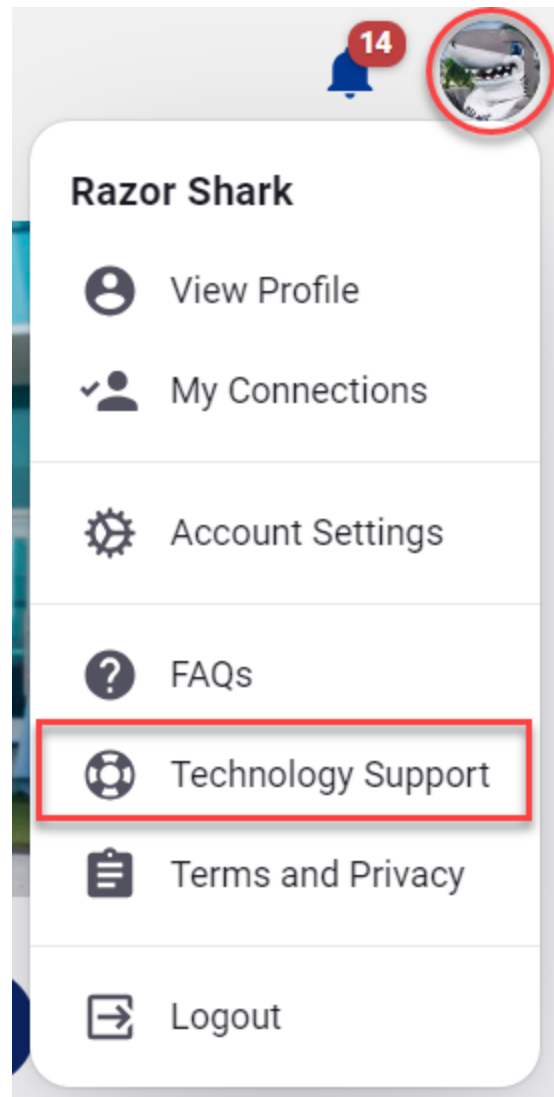 14
Razor Shark
View Profile
My Connections
Account Settings
FAQs
Technology Support
Terms and Privacy
Logout